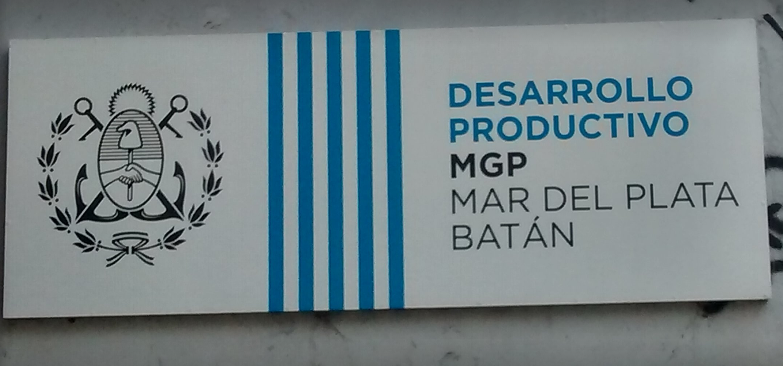 DESARROLLO
PRODUCTIVO
MGP
MAR DEL PLATA
BATÁN